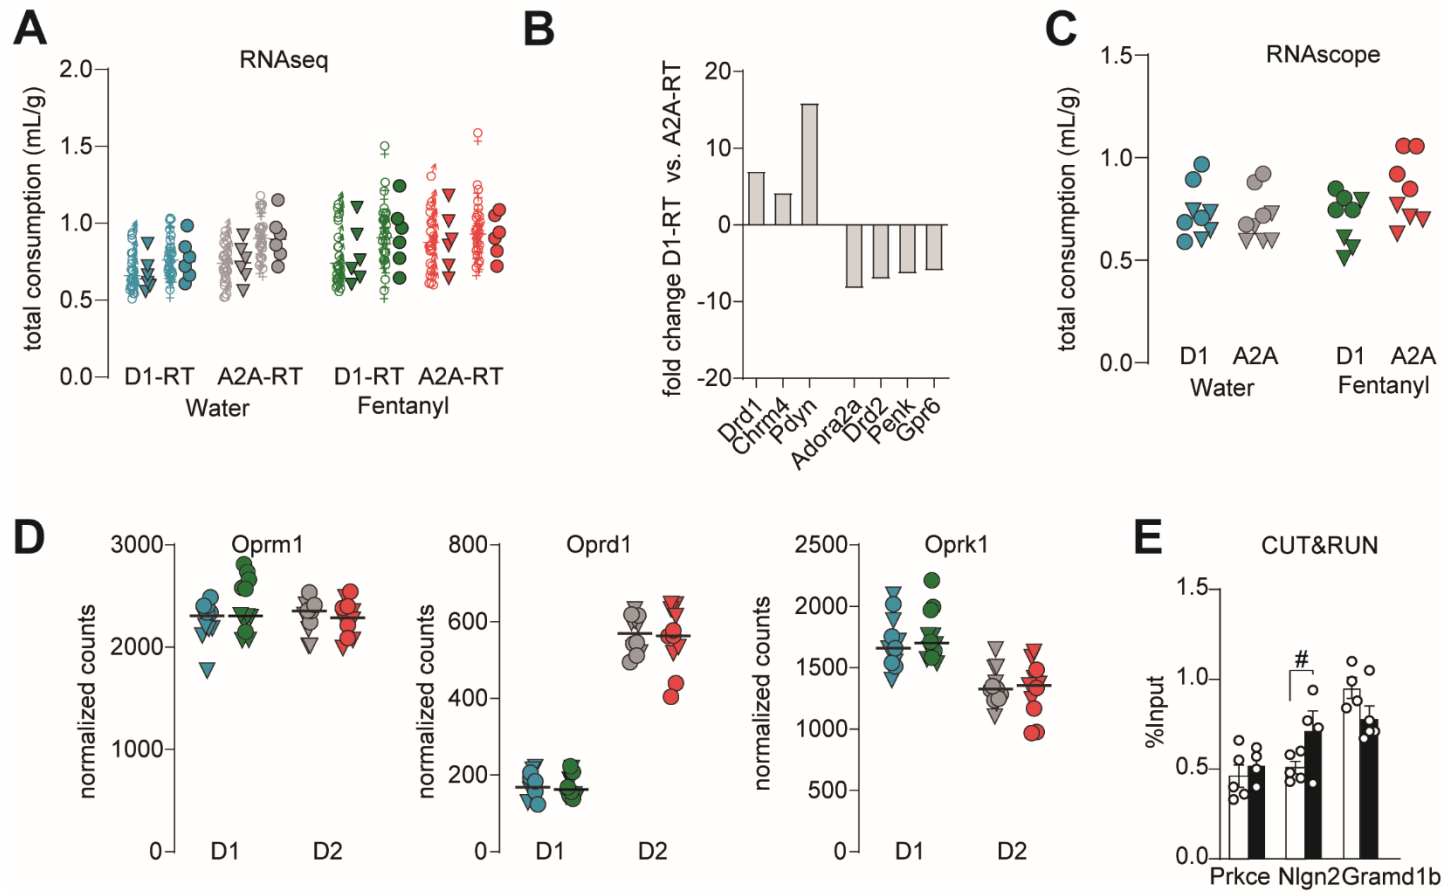 A
RNAseq
total consumption (mL/g)
2.0
1.5
1.0
0.5
0.0
D1-RT A2A-RT D1-RT A2A-RT
Water Fentanyl
B
fold change D1-RT vs. A2A-RT
20
10
0
-10
-20
Drd1
Chrm4
Pdyn
Adora2a
Drd2
Penk
Gpr6
C
RNAscope
total consumption (mL/g)
1.5
1.0
0.5
0.0
D1 A2A D1 A2A
Water Fentanyl
D
Oprm1
normalized counts
3000
2000
1000
0
D1 D2
Oprd1
normalized counts
800
600
400
200
0
D1 D2
Oprk1
normalized counts
2500
2000
1500
1000
500
0
D1 D2
E
CUT&RUN
%Input
1.5
1.0
0.5
0.0
#
Prkce Nlgn2 Gramd1b